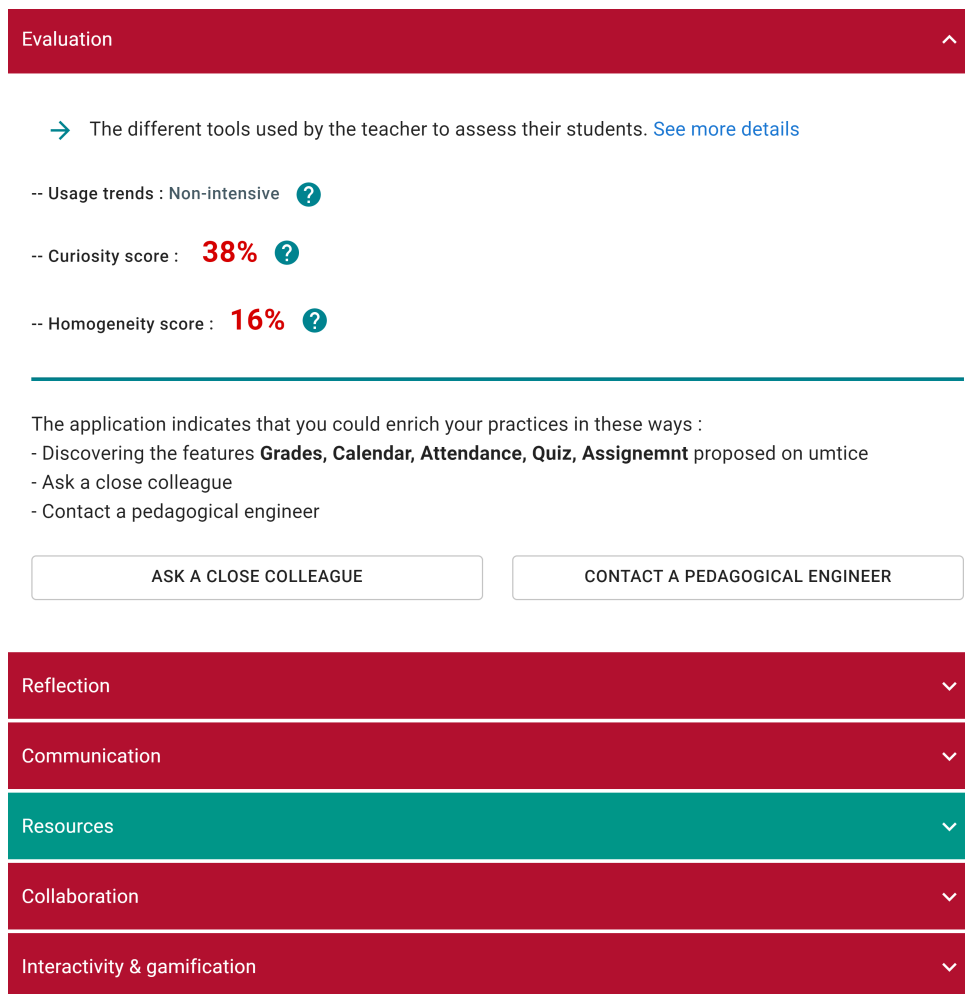 Evaluation
The different tools used by the teacher to assess their students. See more details
-- Usage trends : Non-intensive ?
-- Curiosity score : 38% ?
-- Homogeneity score : 16% ?
The application indicates that you could enrich your practices in these ways :
- Discovering the features Grades, Calendar, Attendance, Quiz, Assignemnt proposed on umtice
- Ask a close colleague
- Contact a pedagogical engineer
ASK A CLOSE COLLEAGUE CONTACT A PEDAGOGICAL ENGINEER
Reflection
Communication
Resources
Collaboration
Interactivity & gamification